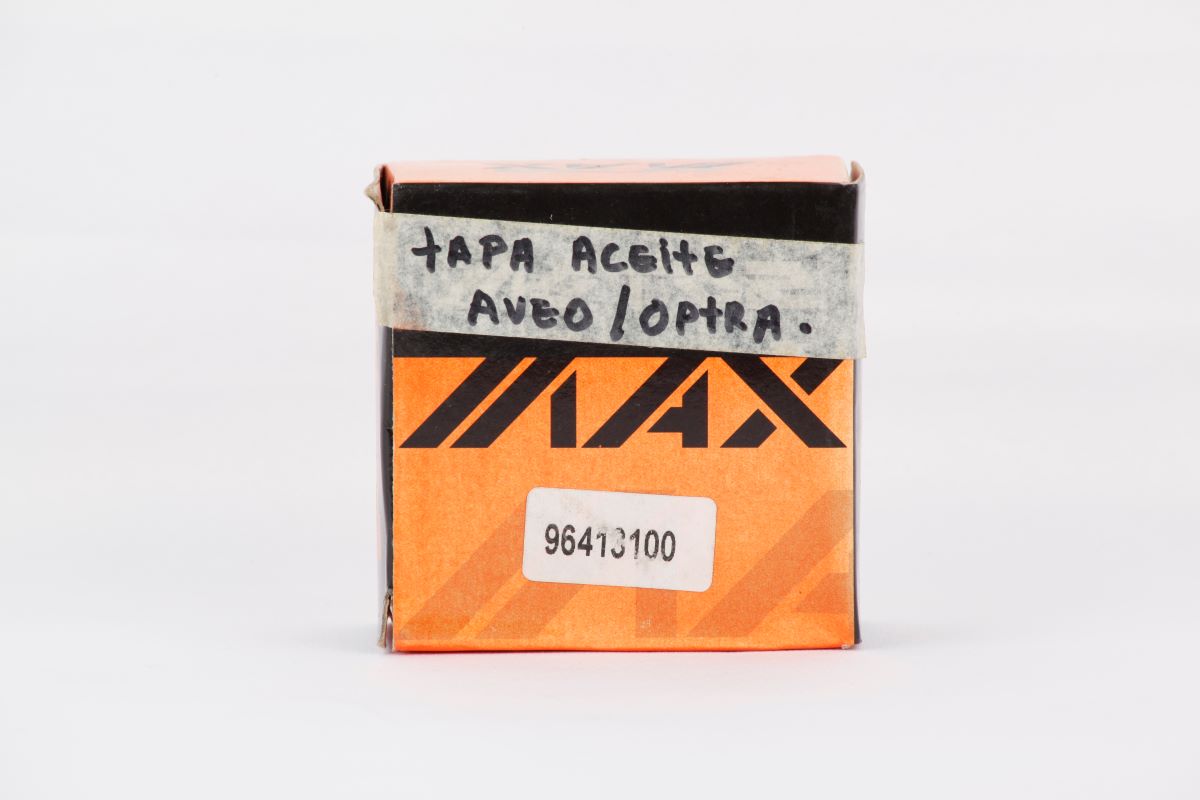 tAPA ACEitE
AVEO/OPtRA.
MAX
96413100